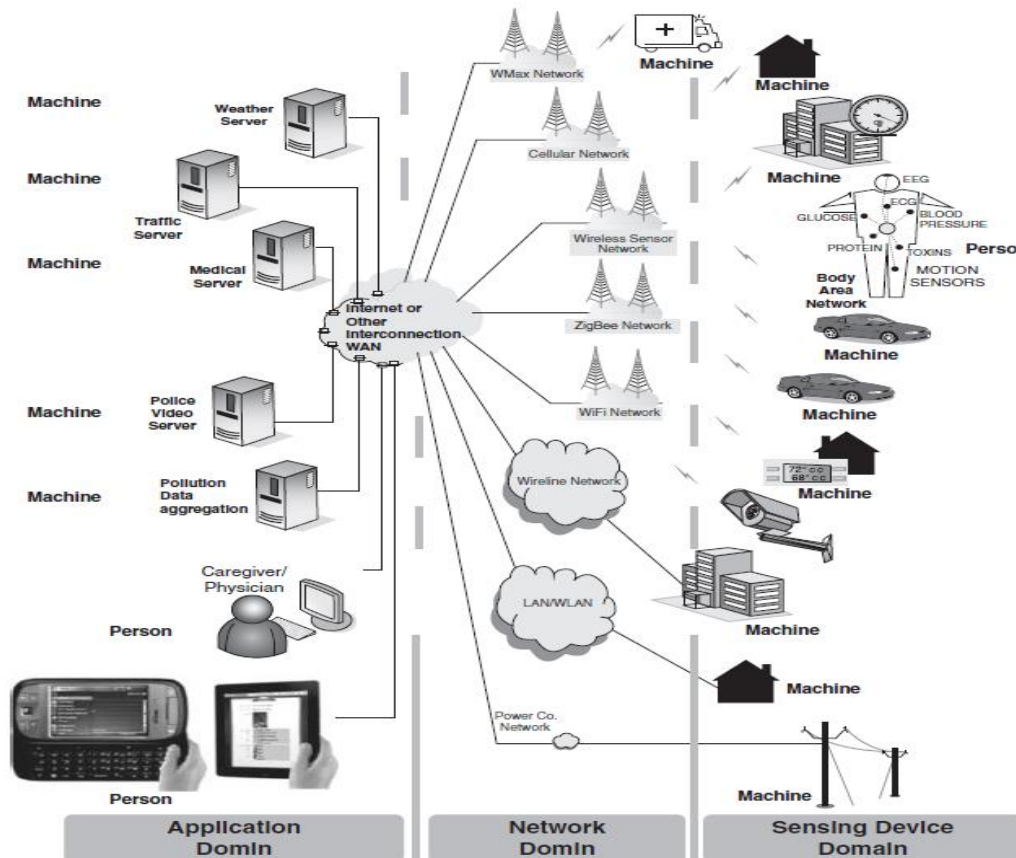 Machine
Weather
Server
Machine
Traffic
Server
Machine
Medical
Server
Machine
Police
Video
Server
Machine
Pollution
Data
aggregation
Caregiver/
Physician
Person
Person
Application
DomIn
Internet or
Other
Interconnection
WAN
WMax Network
Cellular Network
Wireless Sensor
Network
ZigBee Network
WiFi Network
Wireline Network
LAN/WLAN
Power Co.
Network
Network
DomIn
Machine
Machine
Machine
EEG
ECG
GLUCOSE
BLOOD
PRESSURE
PROTEIN
TOXINS
Perso
MOTION
SENSORS
Body
Area
Network
Machine
Machine
72° c c
68° c c
Machine
Machine
Machine
Machine
Sensing Device
Domain